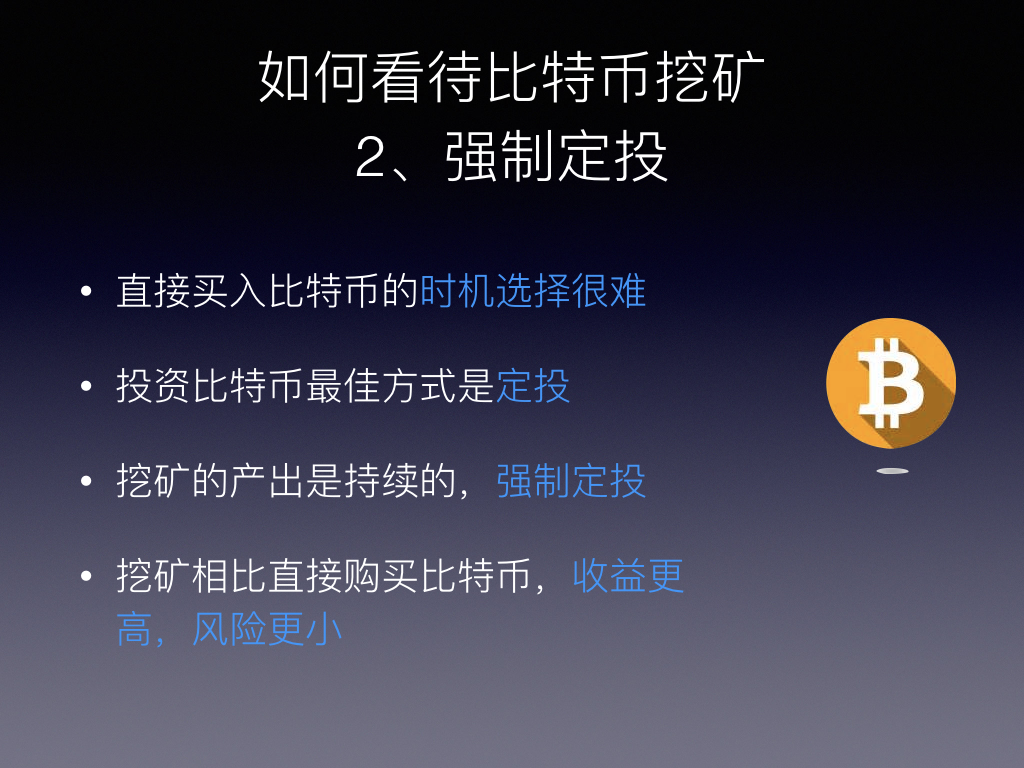 如何看待比特币挖矿
2、强制定投
• 直接买入比特币的时机选择很难
• 投资比特币最佳方式是定投
• 挖矿的产出是持续的，强制定投
• 挖矿相比直接购买比特币，收益更
高，风险更小